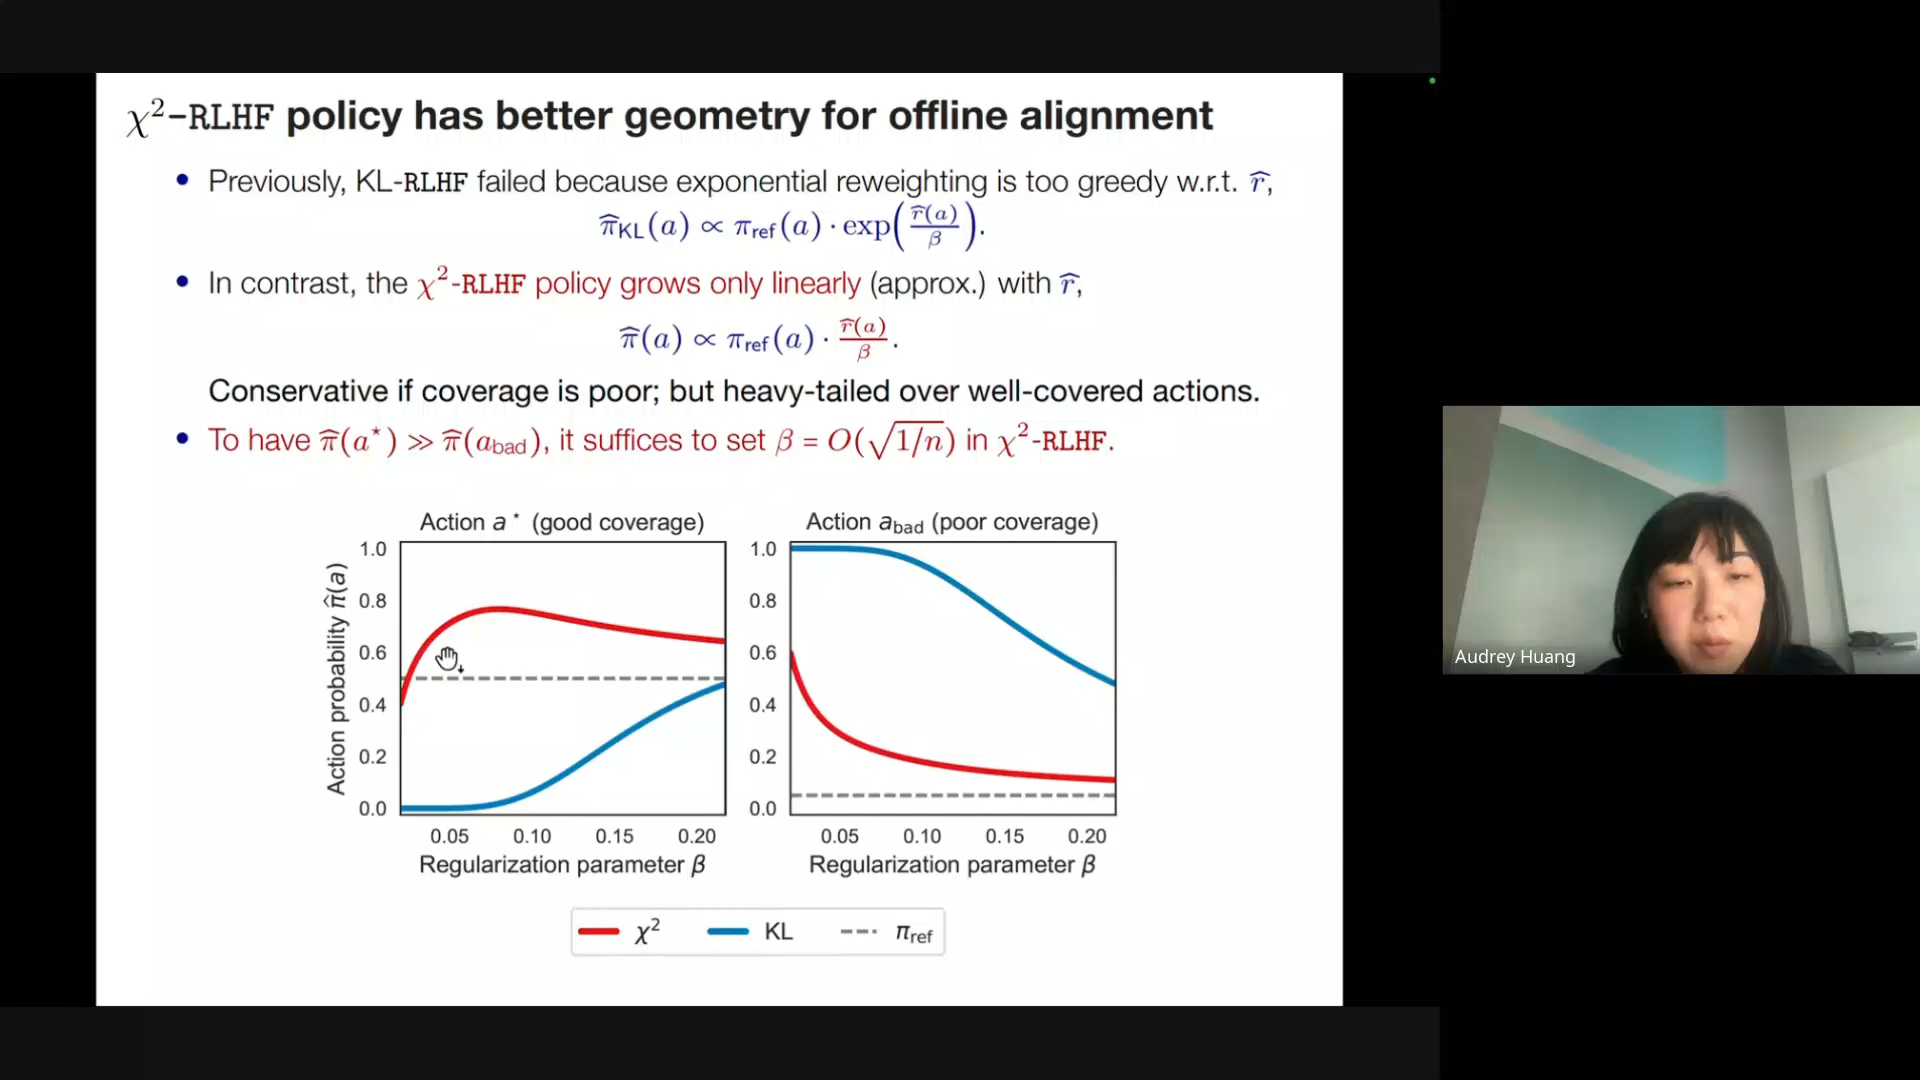 χ²-RLHF policy has better geometry for offline alignment
• Previously, KL-RLHF failed because exponential reweighting is too greedy w.r.t. r̂,
π̂_KL(a) ∝ π_ref(a) · exp(r̂(a)/β).
• In contrast, the χ²-RLHF policy grows only linearly (approx.) with r̂,
π̂(a) ∝ π_ref(a) · r̂(a)/β.
Conservative if coverage is poor; but heavy-tailed over well-covered actions.
• To have π̂(a⋆) ≫ π̂(a_bad), it suffices to set β = O(√1/n) in χ²-RLHF.
Action a⋆ (good coverage)
Action probability π̂(a)
1.0
0.8
0.6
0.4
0.2
0.0
0.05 0.10 0.15 0.20
Regularization parameter β
Action a_bad (poor coverage)
1.0
0.8
0.6
0.4
0.2
0.0
0.05 0.10 0.15 0.20
Regularization parameter β
χ² KL π_ref
Audrey Huang